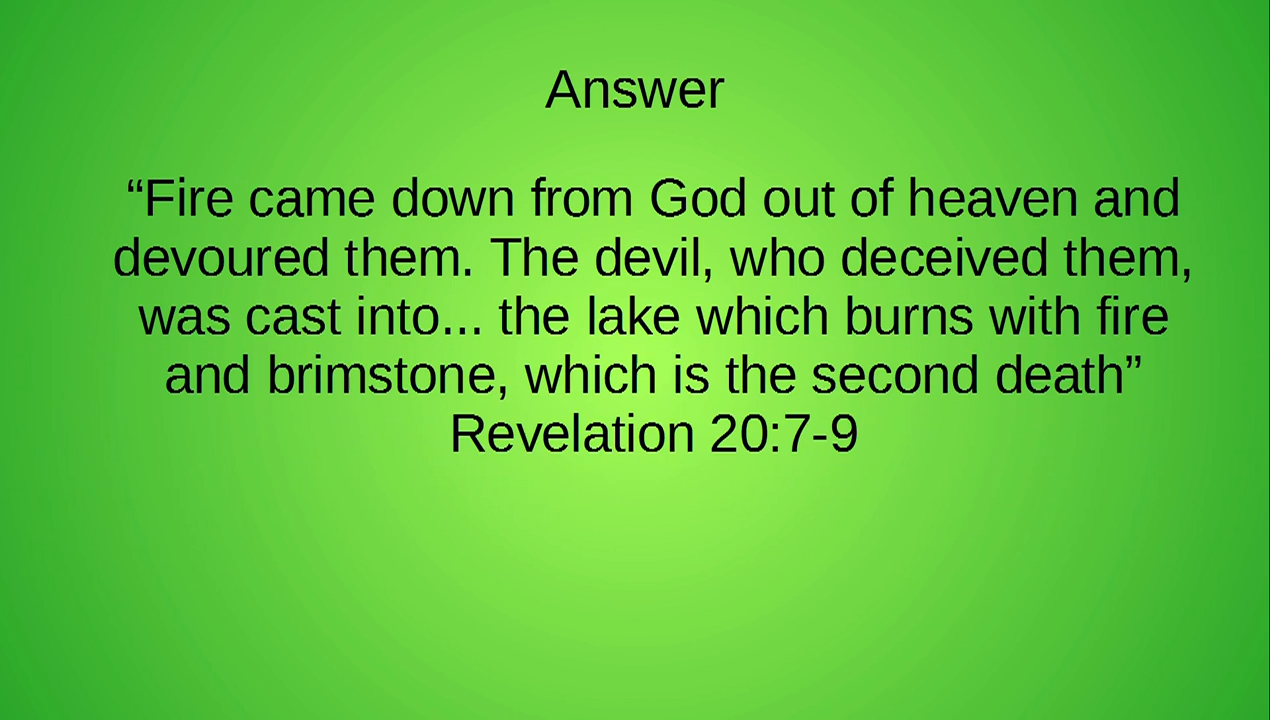 Answer
“Fire came down from God out of heaven and
devoured them. The devil, who deceived them,
was cast into... the lake which burns with fire
and brimstone, which is the second death”
Revelation 20:7-9